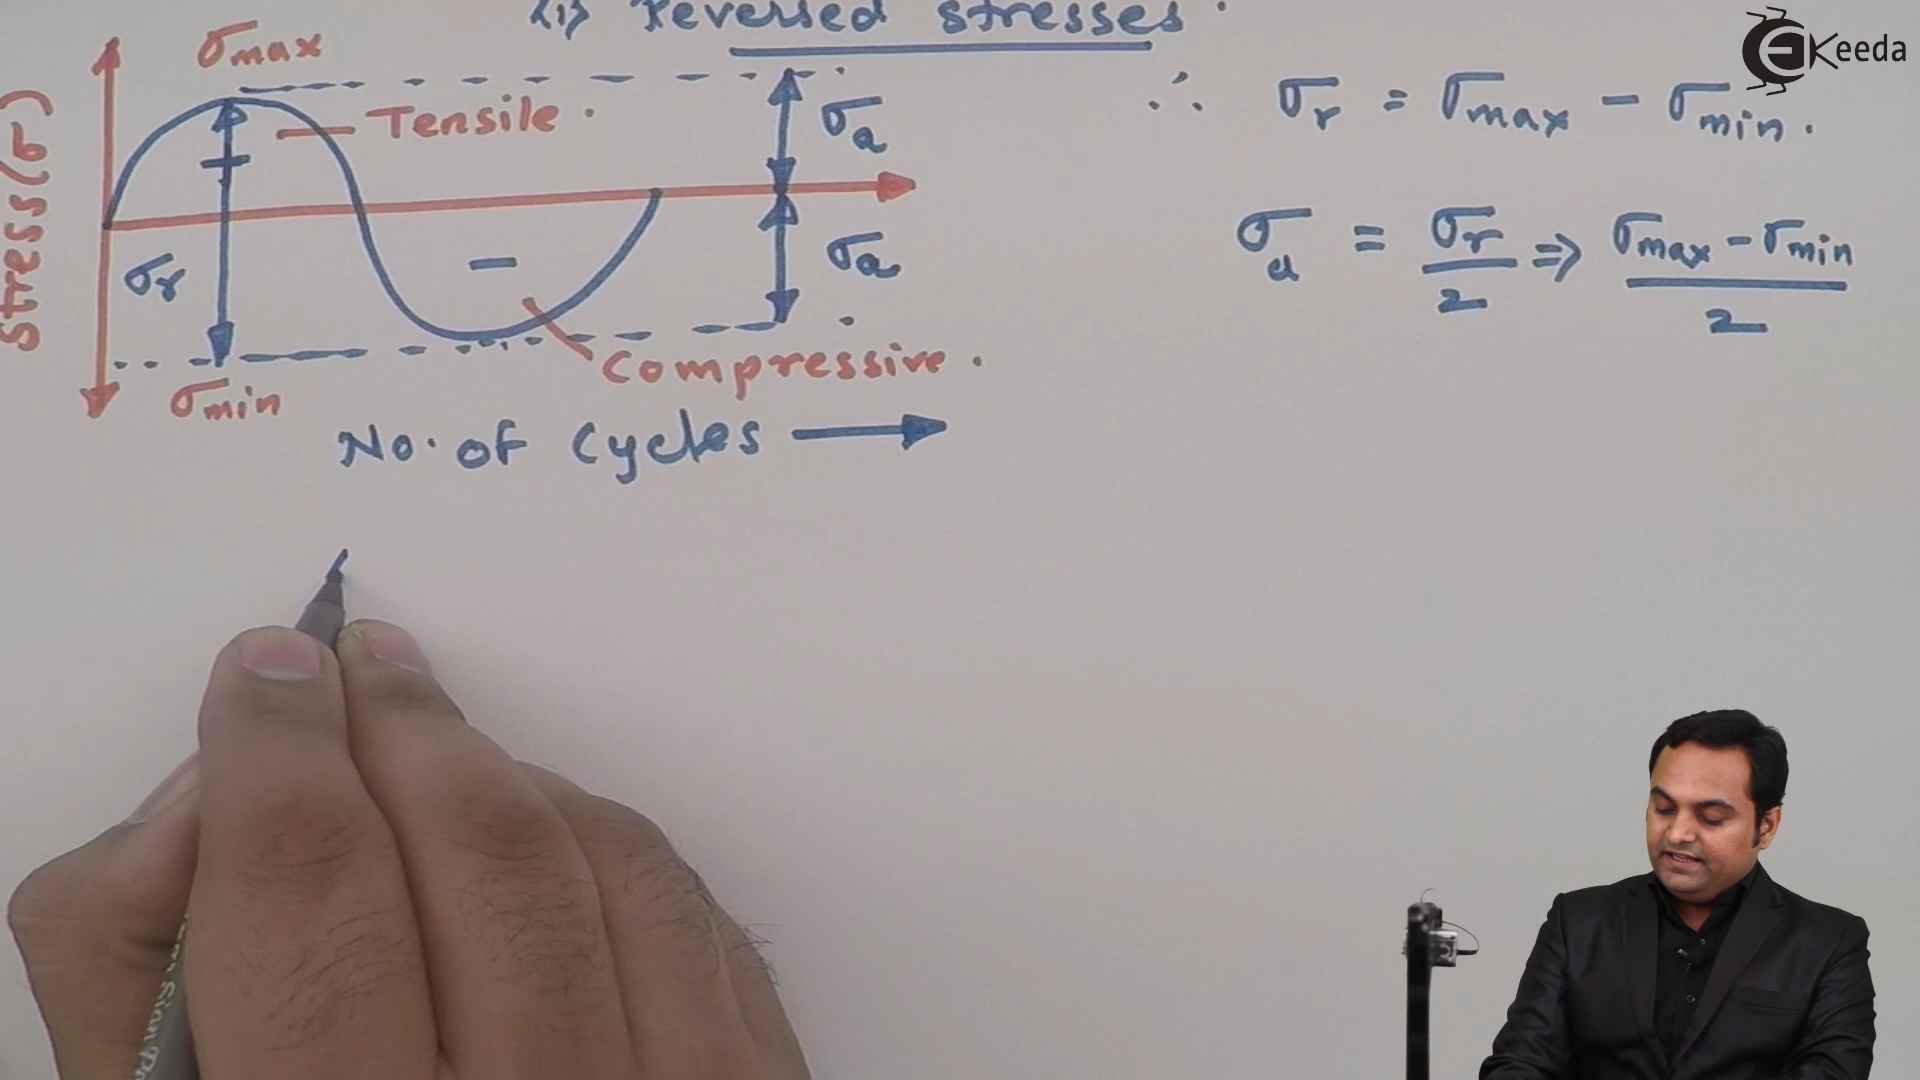 (i) Reversed stresses.
EKeeda
σmax
Tensile.
σa
∴ σr = σmax - σmin.
Stress(σ)
σr
σa
σa = σr/2 ⇒ σmax-σmin/2
Compressive.
σmin
No. of cycles →